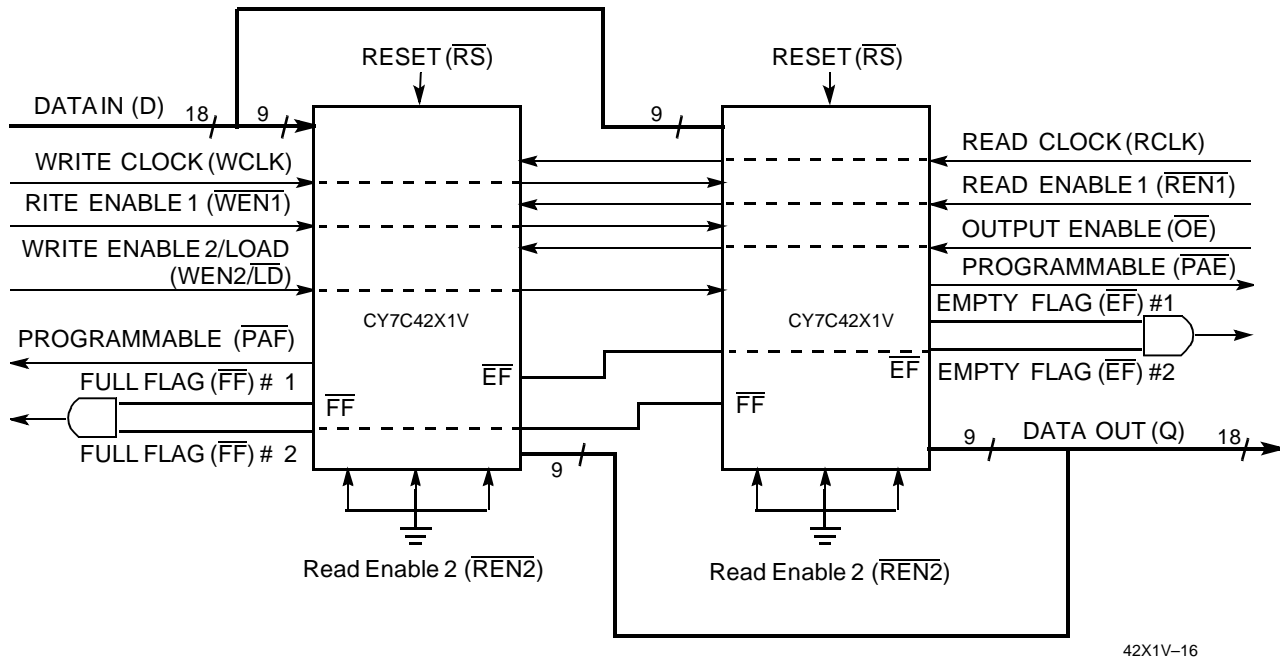 RESET (RS)
RESET (RS)
DATA IN (D)
18
9
9
WRITE CLOCK (WCLK)
RITE ENABLE 1 (WEN1)
WRITE ENABLE 2/LOAD
(WEN2/LD)
PROGRAMMABLE (PAF)
FULL FLAG (FF) # 1
FULL FLAG (FF) # 2
CY7C42X1V
EF
FF
9
Read Enable 2 (REN2)
CY7C42X1V
EF
FF
Read Enable 2 (REN2)
READ CLOCK (RCLK)
READ ENABLE 1 (REN1)
OUTPUT ENABLE (OE)
PROGRAMMABLE (PAE)
EMPTY FLAG (EF) #1
EMPTY FLAG (EF) #2
9
DATA OUT (Q)
18
42X1V–16